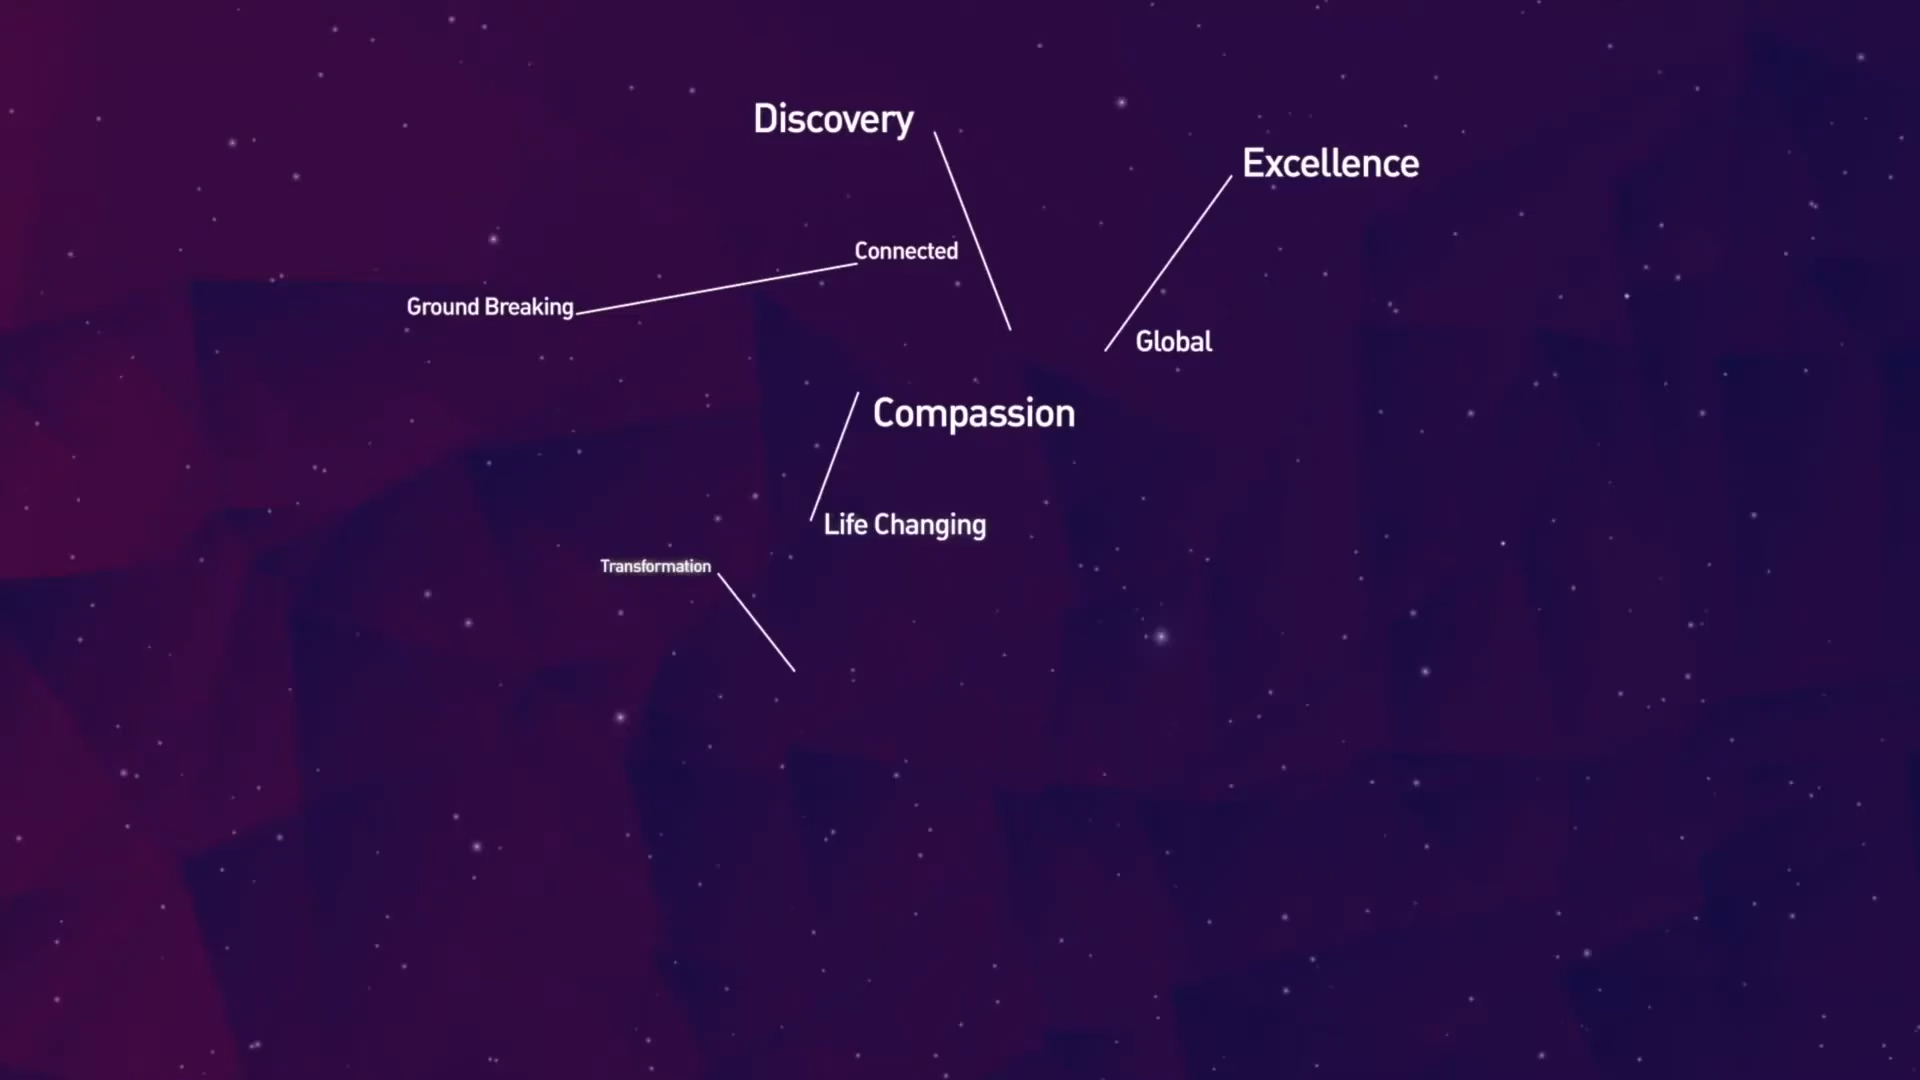 Discovery
Excellence
Connected
Ground Breaking
Global
Compassion
Life Changing
Transformation